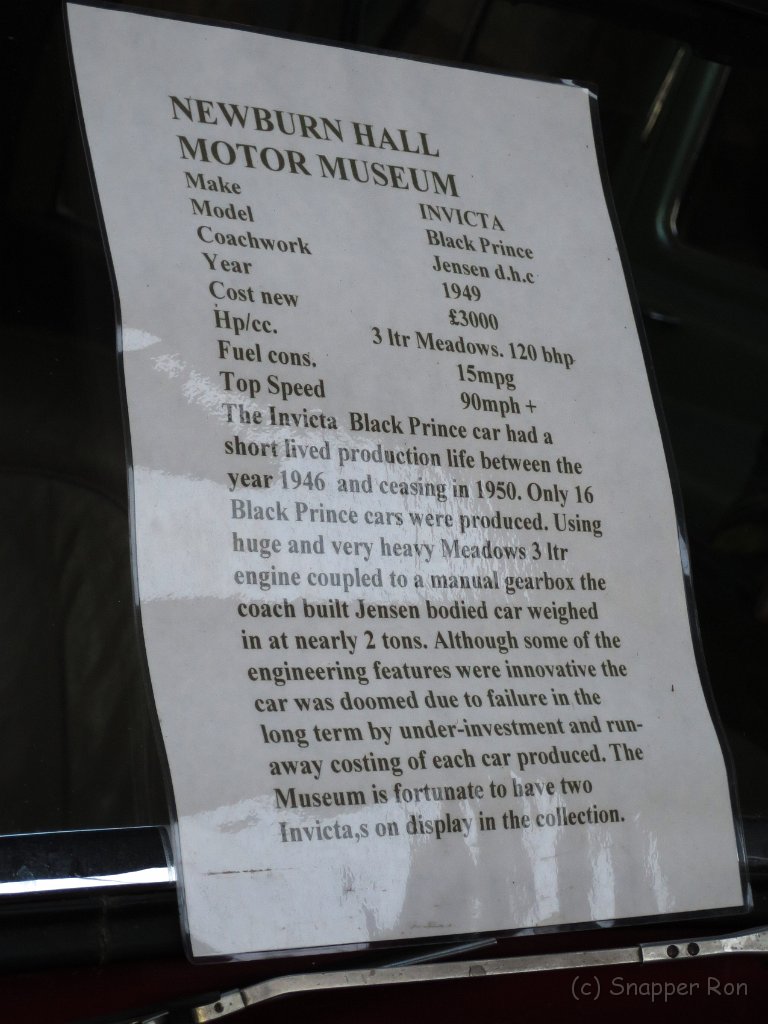 NEWBURN HALL
MOTOR MUSEUM
Make INVICTA
Model Black Prince
Coachwork Jensen d.h.c
Year 1949
Cost new £3000
Hp/cc. 3 ltr Meadows. 120 bhp
Fuel cons. 15mpg
Top Speed 90mph +
The Invicta Black Prince car had a
short lived production life between the
year 1946 and ceasing in 1950. Only 16
Black Prince cars were produced. Using
huge and very heavy Meadows 3 ltr
engine coupled to a manual gearbox the
coach built Jensen bodied car weighed
in at nearly 2 tons. Although some of the
engineering features were innovative the
car was doomed due to failure in the
long term by under-investment and run-
away costing of each car produced. The
Museum is fortunate to have two
Invicta,s on display in the collection.
(c) Snapper Ron